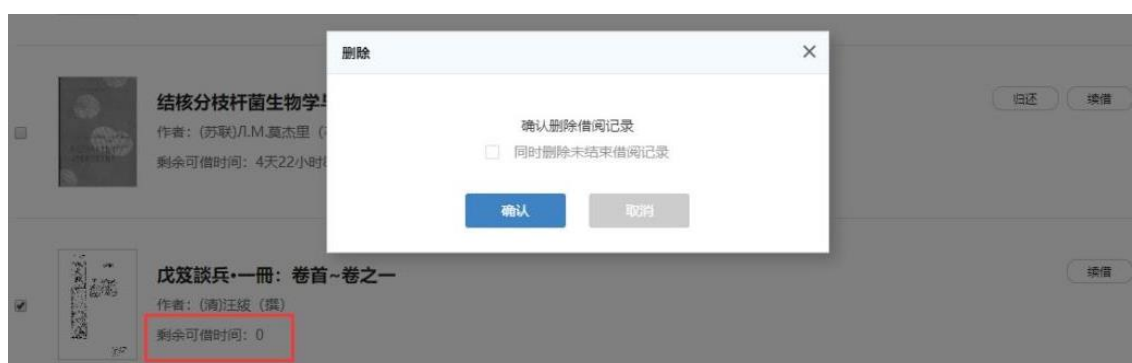 删除
确认删除借阅记录
同时删除未结束借阅记录
确认
取消
结核分枝杆菌生物学
归还
续借
作者：(苏联)Л.М.莫杰里
剩余可借时间：4天22小时
戊笈談兵·一冊：卷首~卷之一
续借
作者：(清)汪绂（撰）
剩余可借时间：0